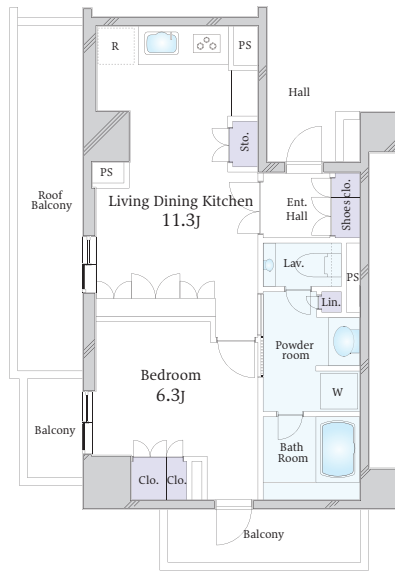 R
PS
Hall
Sto.
PS
Roof
Balcony
Living Dining Kitchen
11.3J
Ent.
Hall
Shoes clo.
Lav.
PS
Lin.
Powder
room
Bedroom
6.3J
W
Balcony
Bath
Room
Clo.
Clo.
Balcony